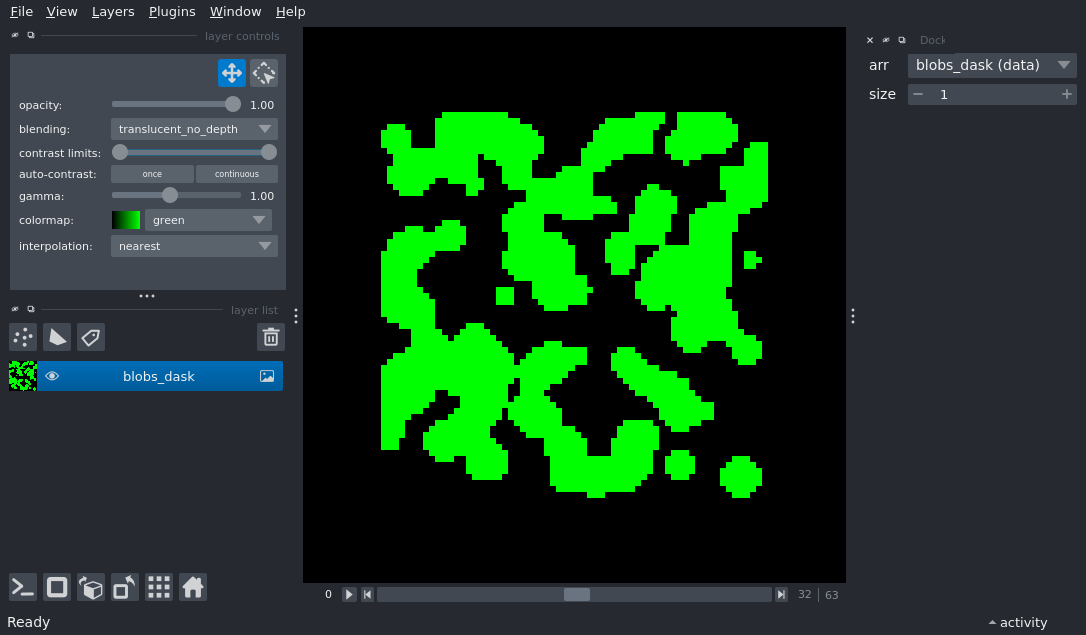 File View Layers Plugins Window Help
layer controls
opacity: 1.00
blending: translucent_no_depth
contrast limits:
auto-contrast: once continuous
gamma: 1.00
colormap: green
interpolation: nearest
layer list
blobs_dask
0 32 63
Dock
arr blobs_dask (data)
size 1
Ready
activity